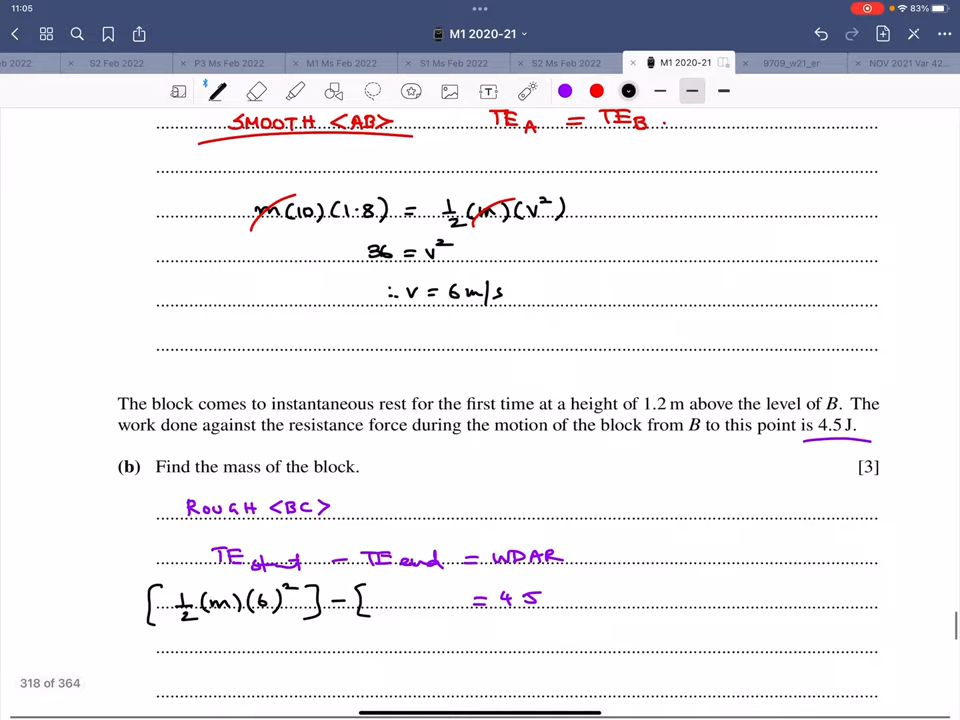 11:05
83%
M1 2020-21
eb 2022
S2 Feb 2022
P3 Ms Feb 2022
M1 Ms Feb 2022
S1 Ms Feb 2022
S2 Ms Feb 2022
M1 2020-21
9709_w21_er
NOV 2021 Var 42...
SMOOTH <AB> TE_A = TE_B .
m(10)(1·8) = ½(m)(v²)
36 = v²
∴ v = 6 m/s
The block comes to instantaneous rest for the first time at a height of 1.2 m above the level of B. The
work done against the resistance force during the motion of the block from B to this point is 4.5 J.
(b) Find the mass of the block. [3]
ROUGH <BC>
TE start – TE end = WDAR
[½(m)(6)²] – [ = 4 5
318 of 364